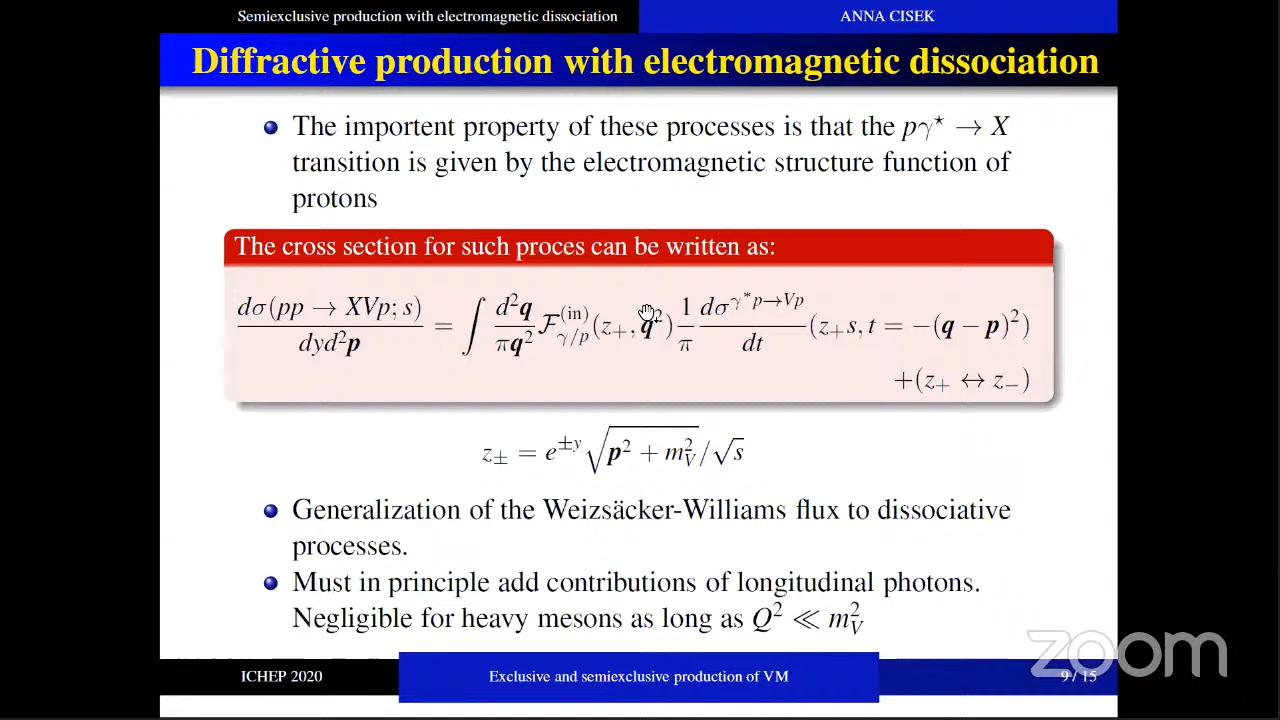 Semiexclusive production with electromagnetic dissociation ANNA CISEK
Diffractive production with electromagnetic dissociation
The importent property of these processes is that the pγ⋆ → X
transition is given by the electromagnetic structure function of
protons
The cross section for such proces can be written as:
dσ(pp → XVp; s) / dyd²p = ∫ d²q / πq² F^(in)_γ/p (z₊, q²) 1/π dσ^(γ*p→Vp) / dt (z₊s, t = −(q − p)²)
+(z₊ ↔ z₋)
z± = e^±y √(p² + m²_V) / √s
Generalization of the Weizsäcker-Williams flux to dissociative
processes.
Must in principle add contributions of longitudinal photons.
Negligible for heavy mesons as long as Q² ≪ m²_V
zoom
ICHEP 2020 Exclusive and semiexclusive production of VM 9 / 15